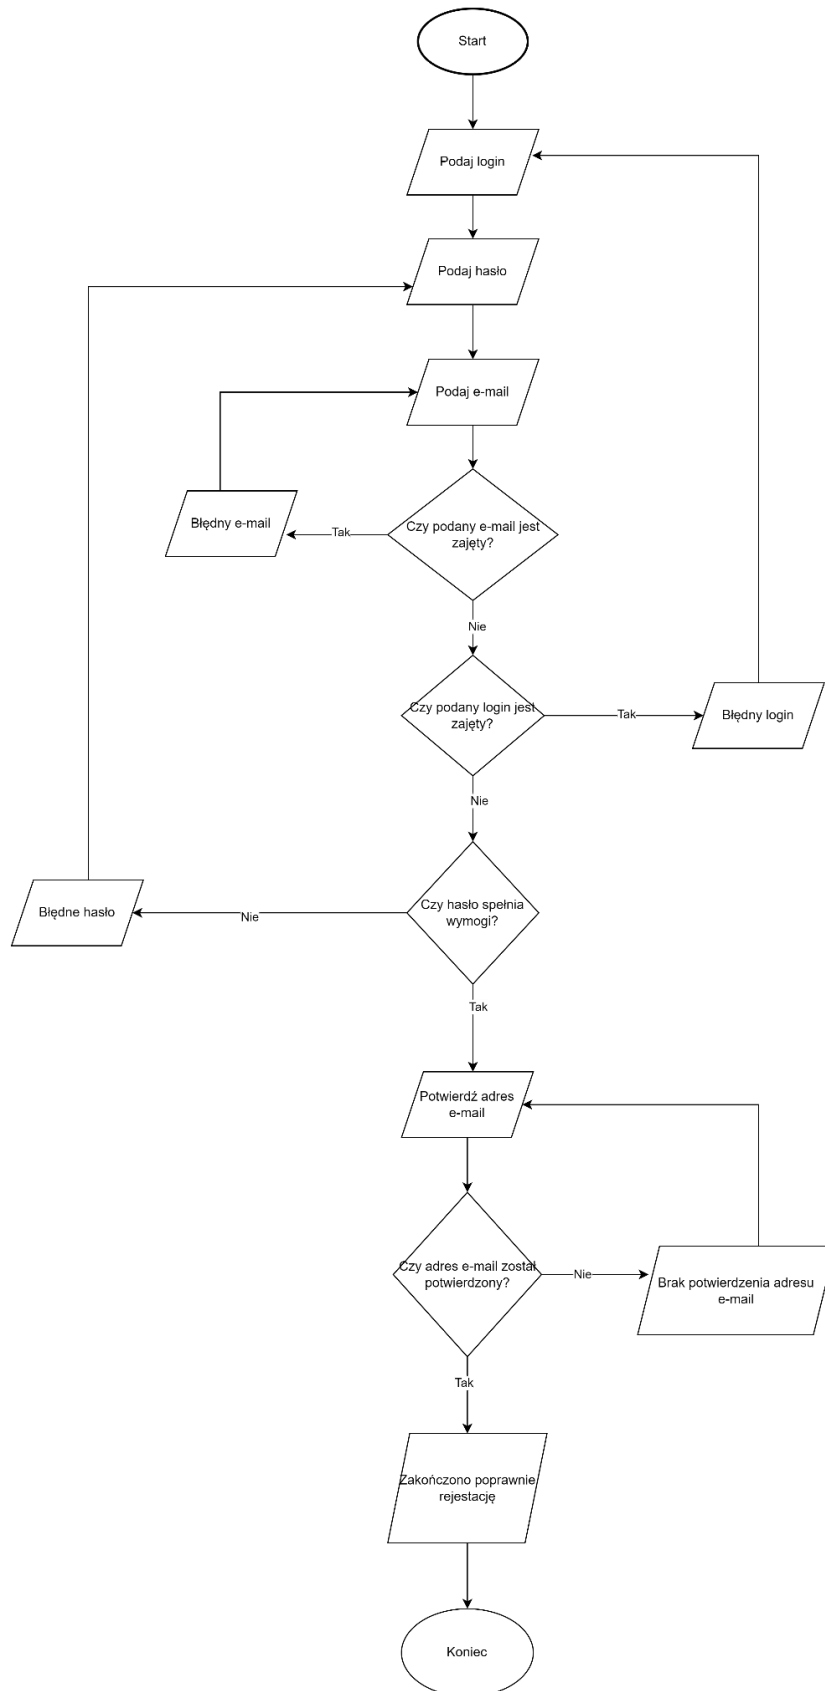 Start
Podaj login
Podaj hasło
Podaj e-mail
Błędny e-mail
Tak
Czy podany e-mail jest
zajęty?
Nie
Czy podany login jest
zajęty?
Tak
Błędny login
Nie
Błędne hasło
Nie
Czy hasło spełnia
wymogi?
Tak
Potwierdź adres
e-mail
Czy adres e-mail został
potwierdzony?
Nie
Brak potwierdzenia adresu
e-mail
Tak
Zakończono poprawnie
rejestację
Koniec